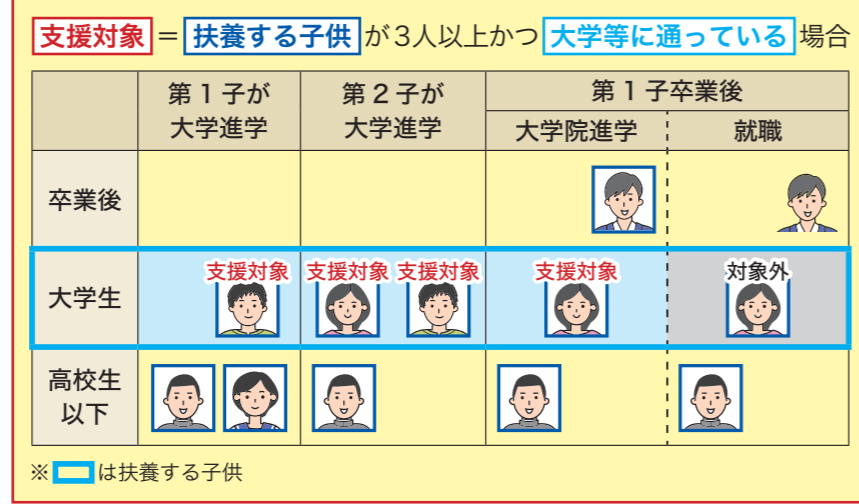 支援対象＝扶養する子供が3人以上かつ大学等に通っている場合
第1子が大学進学
第2子が大学進学
第1子卒業後
大学院進学
就職
卒業後
大学生
支援対象
支援対象
支援対象
支援対象
対象外
高校生以下
※は扶養する子供